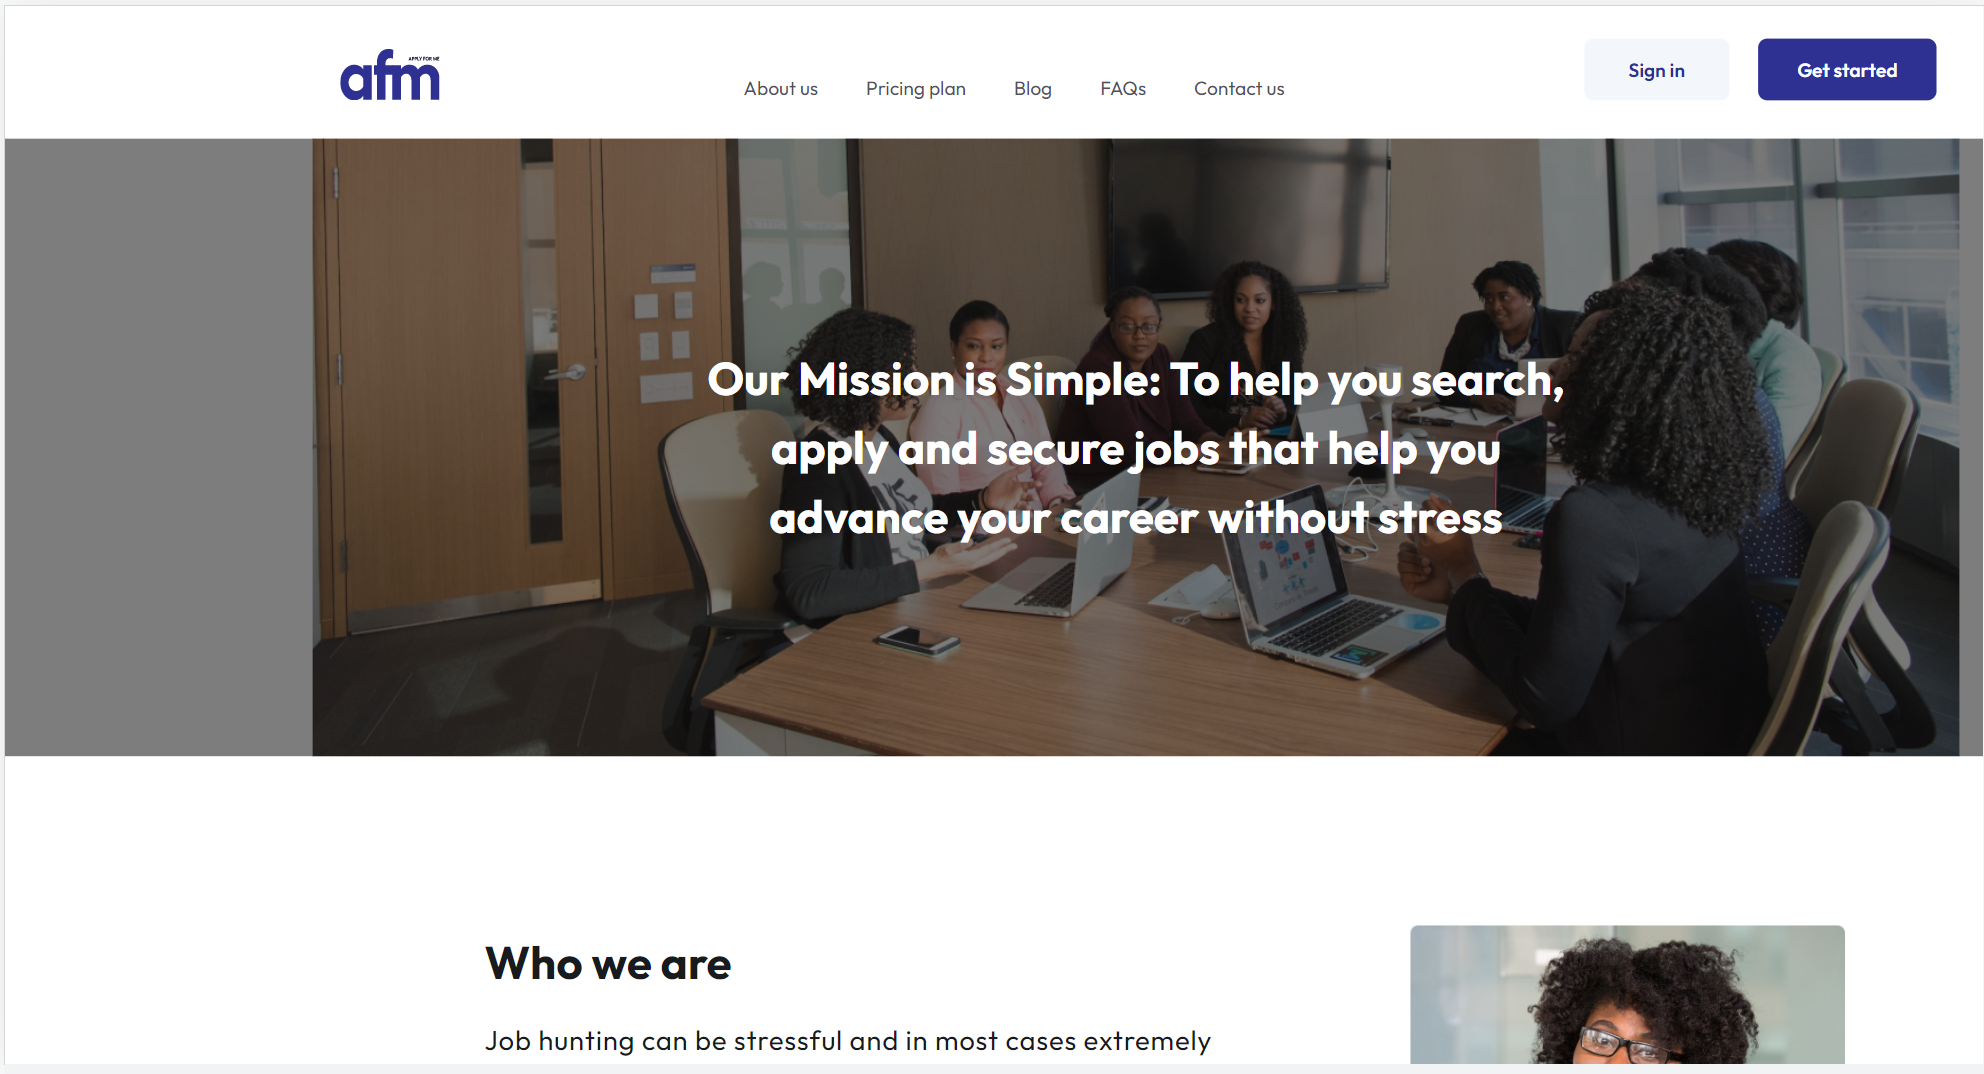 afm
APPLY FOR ME
About us
Pricing plan
Blog
FAQs
Contact us
Sign in
Get started
Our Mission is Simple: To help you search,
apply and secure jobs that help you
advance your career without stress
Who we are
Job hunting can be stressful and in most cases extremely